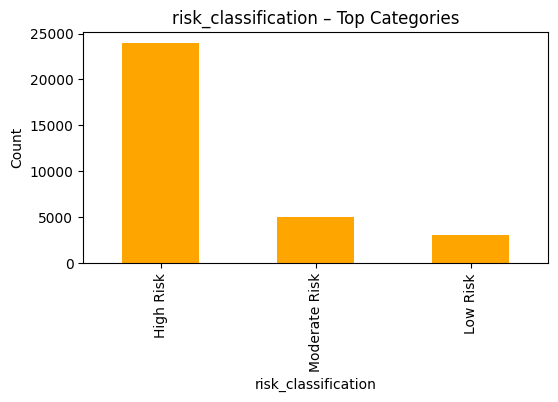 risk_classification – Top Categories
Count
25000
20000
15000
10000
5000
0
High Risk
Moderate Risk
Low Risk
risk_classification